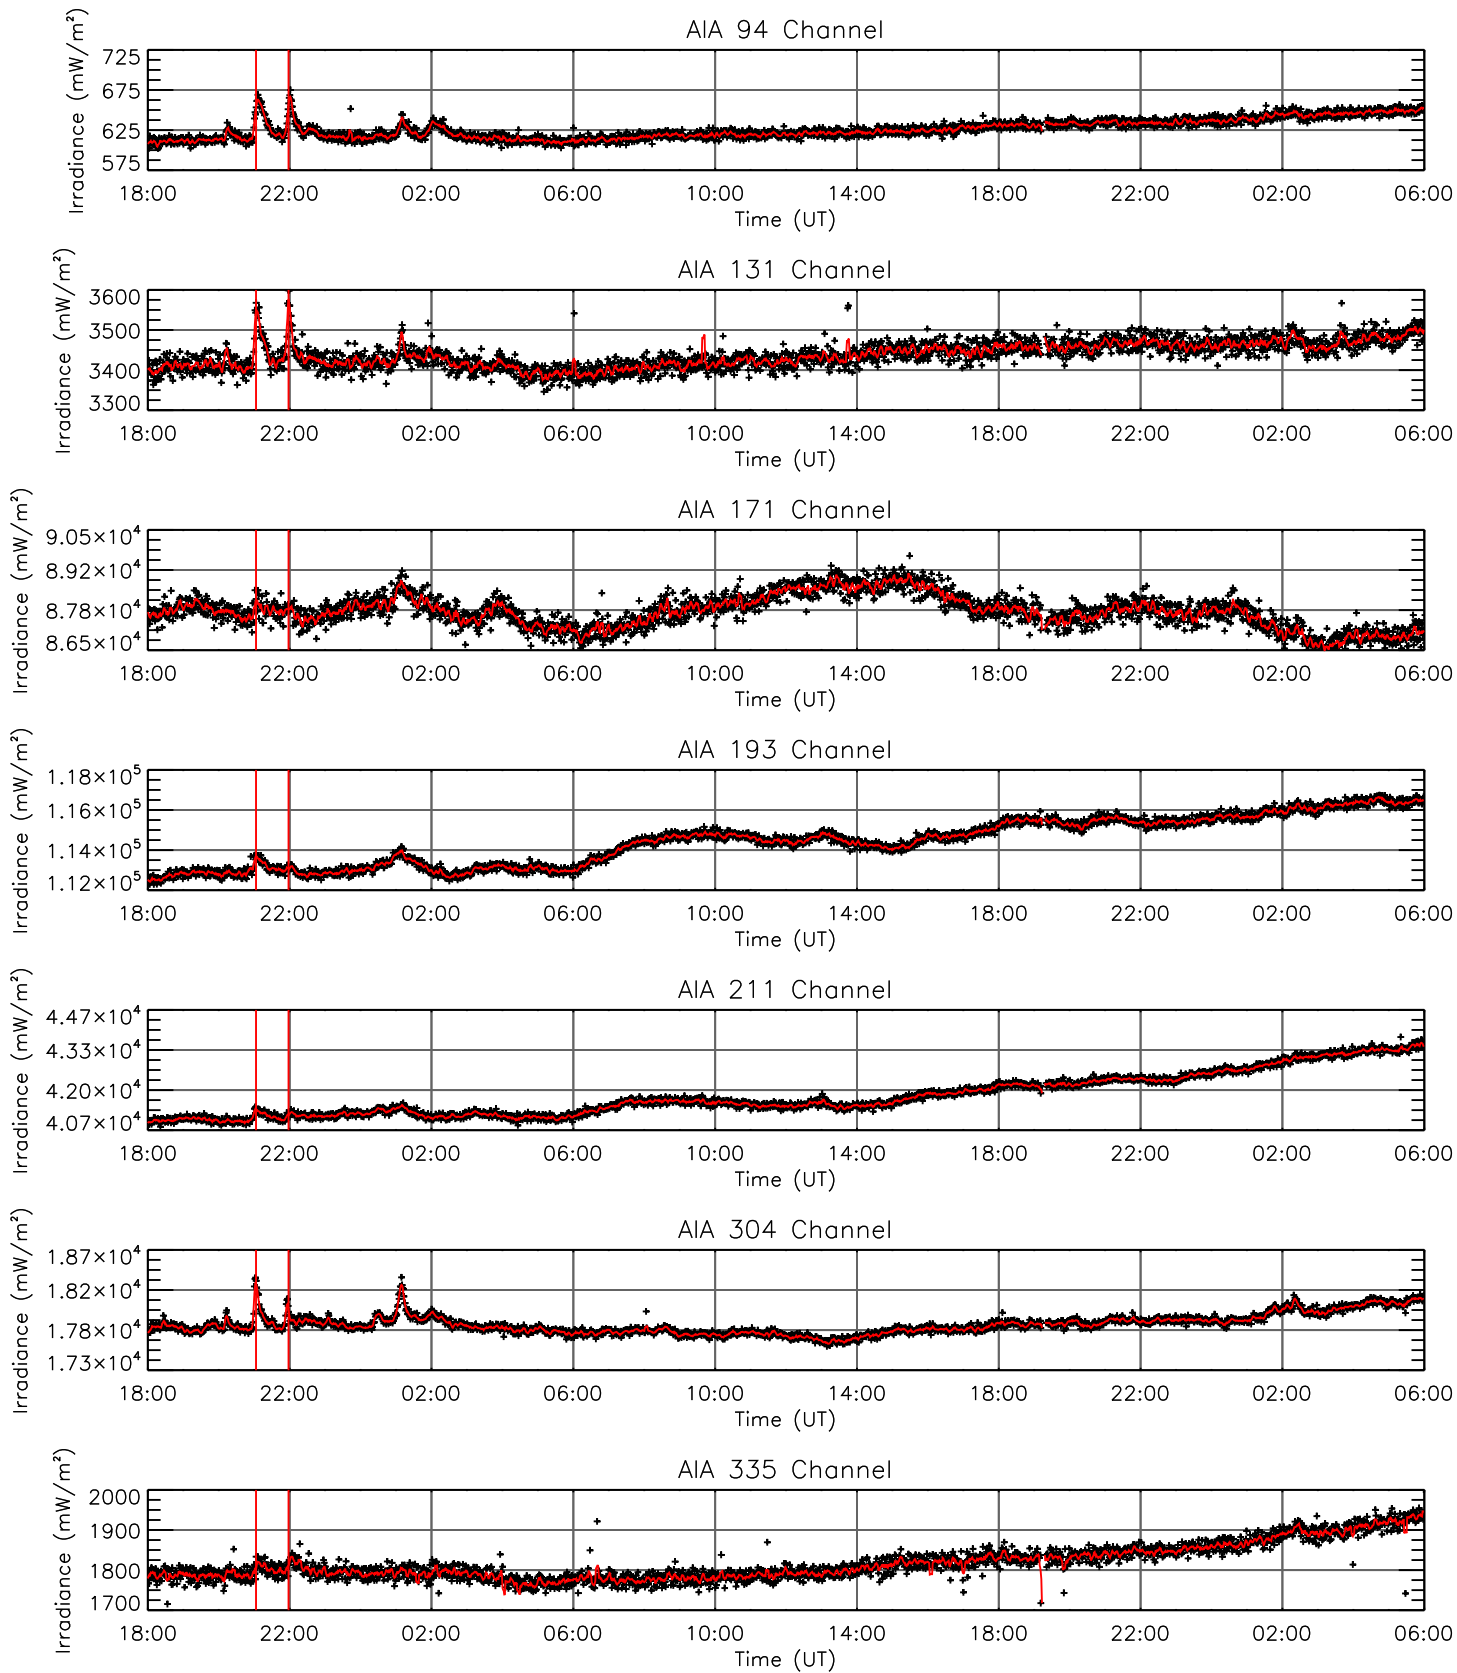 AIA 94 Channel
Irradiance (mW/m²)
725
675
625
575
18:00 22:00 02:00 06:00 10:00 14:00 18:00 22:00 02:00 06:00
Time (UT)
AIA 131 Channel
Irradiance (mW/m²)
3600
3500
3400
3300
18:00 22:00 02:00 06:00 10:00 14:00 18:00 22:00 02:00 06:00
Time (UT)
AIA 171 Channel
Irradiance (mW/m²)
9.05×10⁴
8.92×10⁴
8.78×10⁴
8.65×10⁴
18:00 22:00 02:00 06:00 10:00 14:00 18:00 22:00 02:00 06:00
Time (UT)
AIA 193 Channel
Irradiance (mW/m²)
1.18×10⁵
1.16×10⁵
1.14×10⁵
1.12×10⁵
18:00 22:00 02:00 06:00 10:00 14:00 18:00 22:00 02:00 06:00
Time (UT)
AIA 211 Channel
Irradiance (mW/m²)
4.47×10⁴
4.33×10⁴
4.20×10⁴
4.07×10⁴
18:00 22:00 02:00 06:00 10:00 14:00 18:00 22:00 02:00 06:00
Time (UT)
AIA 304 Channel
Irradiance (mW/m²)
1.87×10⁴
1.82×10⁴
1.78×10⁴
1.73×10⁴
18:00 22:00 02:00 06:00 10:00 14:00 18:00 22:00 02:00 06:00
Time (UT)
AIA 335 Channel
Irradiance (mW/m²)
2000
1900
1800
1700
18:00 22:00 02:00 06:00 10:00 14:00 18:00 22:00 02:00 06:00
Time (UT)